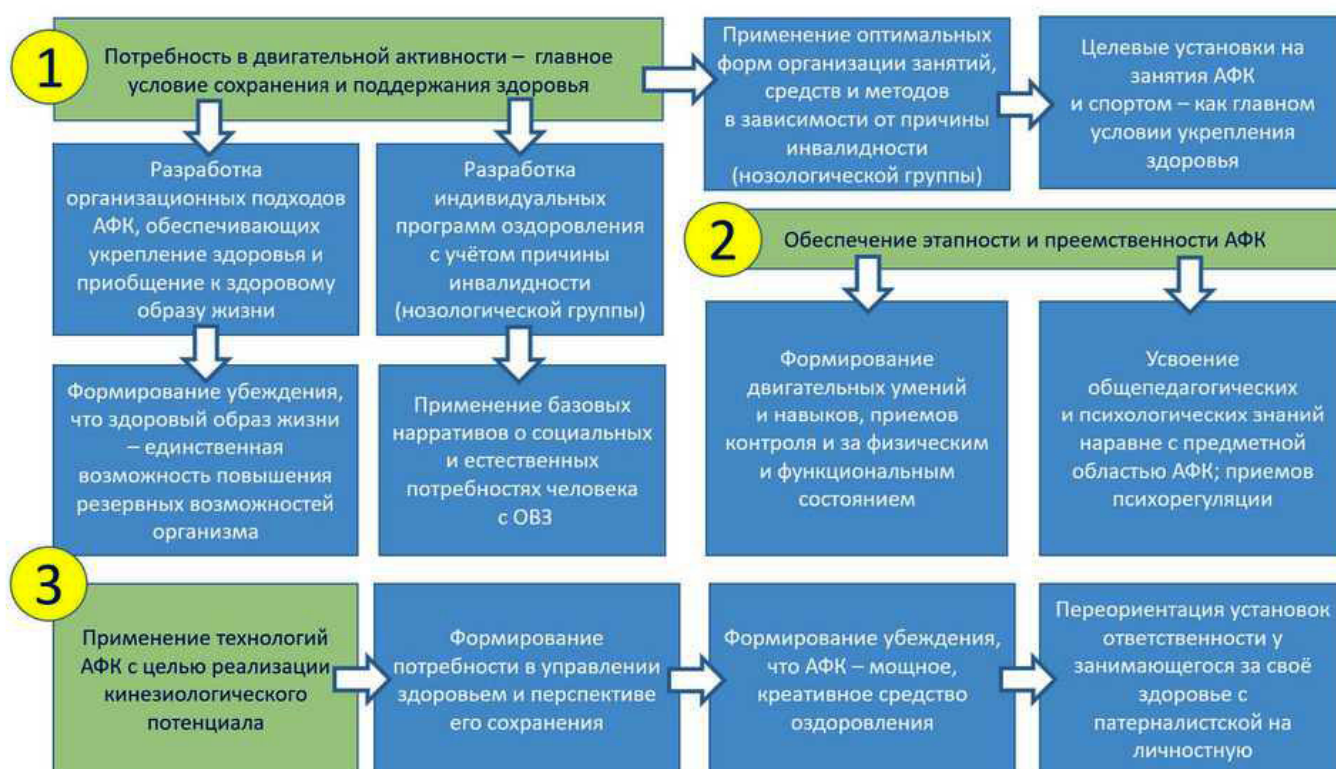 1
Потребность в двигательной активности – главное
условие сохранения и поддержания здоровья
Применение оптимальных
форм организации занятий,
средств и методов
в зависимости от причины
инвалидности
(нозологической группы)
Целевые установки на
занятия АФК
и спортом – как главном
условии укрепления
здоровья
Разработка
организационных подходов
АФК, обеспечивающих
укрепление здоровья и
приобщение к здоровому
образу жизни
Разработка
индивидуальных
программ оздоровления
с учётом причины
инвалидности
(нозологической группы)
Формирование убеждения,
что здоровый образ жизни
– единственная
возможность повышения
резервных возможностей
организма
Применение базовых
нарративов о социальных
и естественных
потребностях человека
с ОВЗ
2
Обеспечение этапности и преемственности АФК
Формирование
двигательных умений
и навыков, приемов
контроля и за физическим
и функциональным
состоянием
Усвоение
общепедагогических
и психологических знаний
наравне с предметной
областью АФК; приемов
психорегуляции
3
Применение технологий
АФК с целью реализации
кинезиологического
потенциала
Формирование
потребности в управлении
здоровьем и перспективе
его сохранения
Формирование убеждения,
что АФК – мощное,
креативное средство
оздоровления
Переориентация установок
ответственности у
занимающегося за своё
здоровье с
патерналистской на
личностную